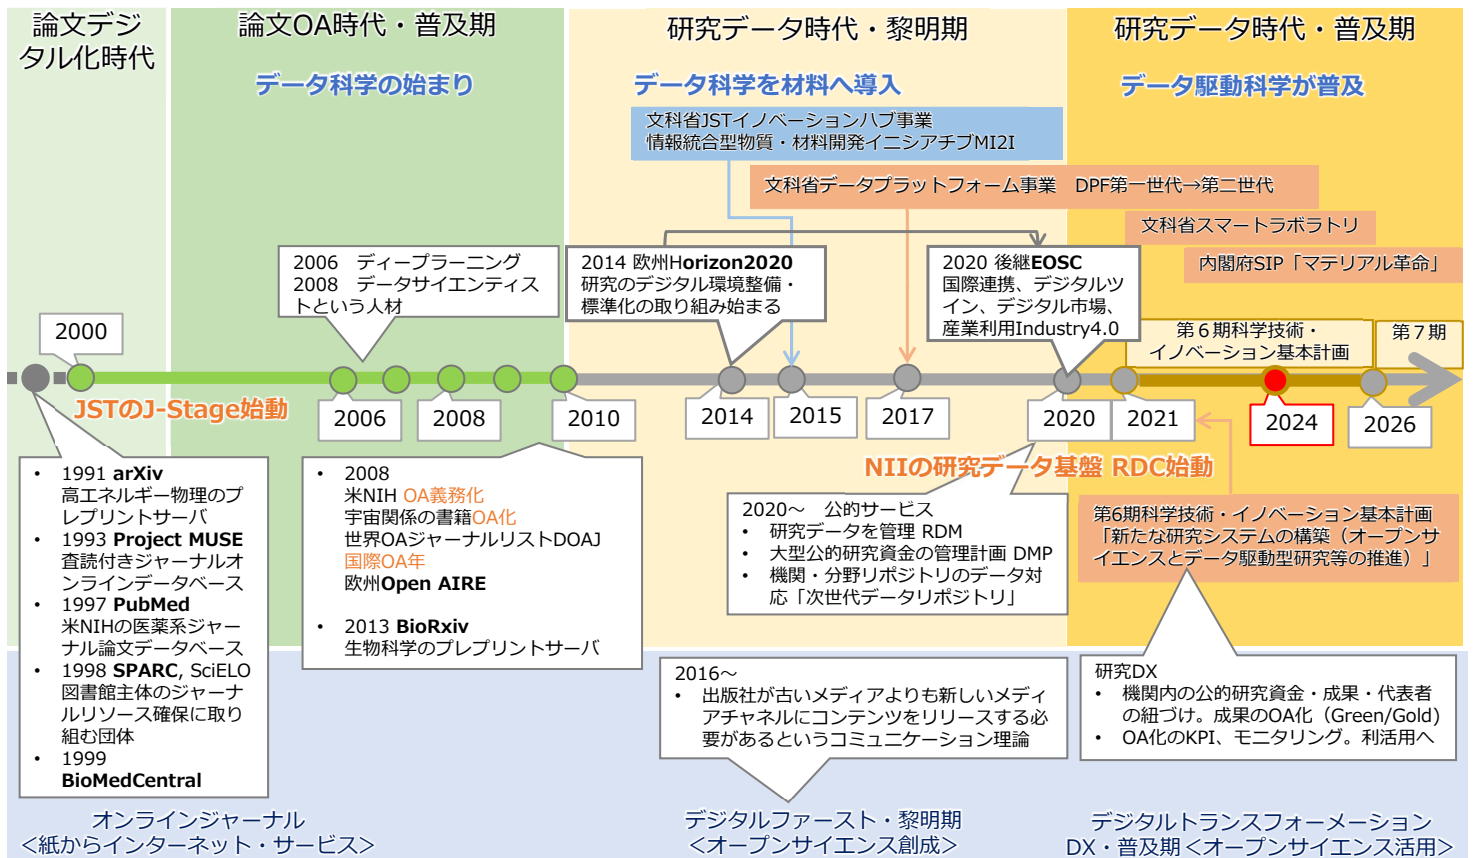 論文デジ
タル化時代
論文OA時代・普及期
研究データ時代・黎明期
研究データ時代・普及期
データ科学の始まり
データ科学を材料へ導入
データ駆動科学が普及
文科省JSTイノベーションハブ事業
情報統合型物質・材料開発イニシアチブMI2I
文科省データプラットフォーム事業 DPF第一世代→第二世代
文科省スマートラボラトリ
内閣府SIP「マテリアル革命」
2006 ディープラーニング
2008 データサイエンティス
トという人材
2014 欧州Horizon2020
研究のデジタル環境整備・
標準化の取り組み始まる
2020 後継EOSC
国際連携、デジタルツ
イン、デジタル市場、
産業利用Industry4.0
第６期科学技術・
イノベーション基本計画
第７期
2000
JSTのJ-Stage始動
2006
2008
2010
2014
2015
2017
2020
2021
2024
2026
NIIの研究データ基盤 RDC始動
• 1991 arXiv
高エネルギー物理のプ
レプリントサーバ
• 1993 Project MUSE
査読付きジャーナルオ
ンラインデータベース
• 1997 PubMed
米NIHの医薬系ジャー
ナル論文データベース
• 1998 SPARC, SciELO
図書館主体のジャーナ
ルリソース確保に取り
組む団体
• 1999
BioMedCentral
• 2008
米NIH OA義務化
宇宙関係の書籍OA化
世界OAジャーナルリストDOAJ
国際OA年
欧州Open AIRE
• 2013 BioRxiv
生物科学のプレプリントサーバ
2020～ 公的サービス
• 研究データを管理 RDM
• 大型公的研究資金の管理計画 DMP
• 機関・分野リポジトリのデータ対
応「次世代データリポジトリ」
第6期科学技術・イノベーション基本計画
「新たな研究システムの構築（オープンサ
イエンスとデータ駆動型研究等の推進）」
2016～
• 出版社が古いメディアよりも新しいメディ
アチャネルにコンテンツをリリースする必
要があるというコミュニケーション理論
研究DX
• 機関内の公的研究資金・成果・代表者
の紐づけ。成果のOA化（Green/Gold)
• OA化のKPI、モニタリング。利活用へ
オンラインジャーナル
<紙からインターネット・サービス>
デジタルファースト・黎明期
<オープンサイエンス創成>
デジタルトランスフォーメーション
DX・普及期<オープンサイエンス活用>